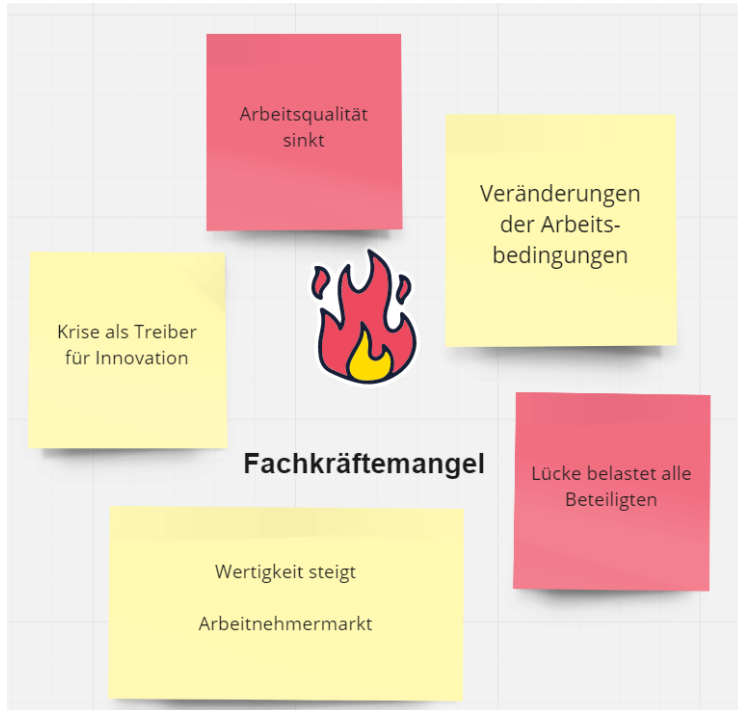 Arbeitsqualität
sinkt
Veränderungen
der Arbeits-
bedingungen
Krise als Treiber
für Innovation
Fachkräftemangel
Lücke belastet alle
Beteiligten
Wertigkeit steigt
Arbeitnehmermarkt